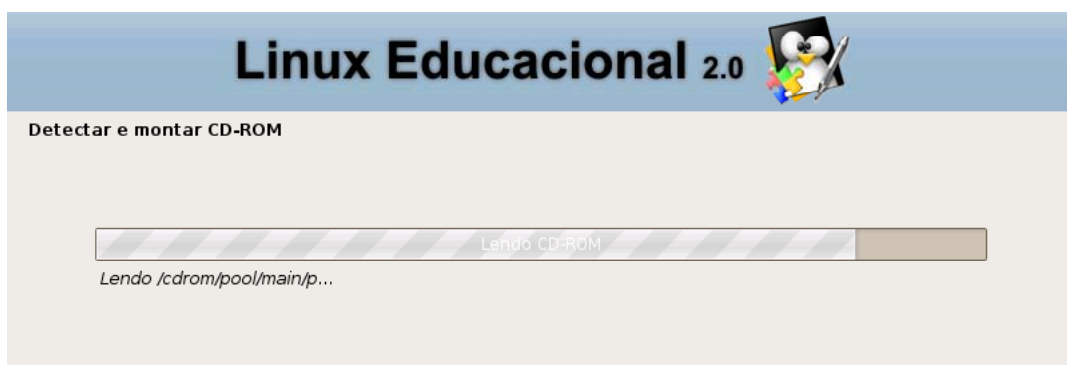 Linux Educacional 2.0
Detectar e montar CD-ROM
Lendo CD-ROM
Lendo /cdrom/pool/main/p...